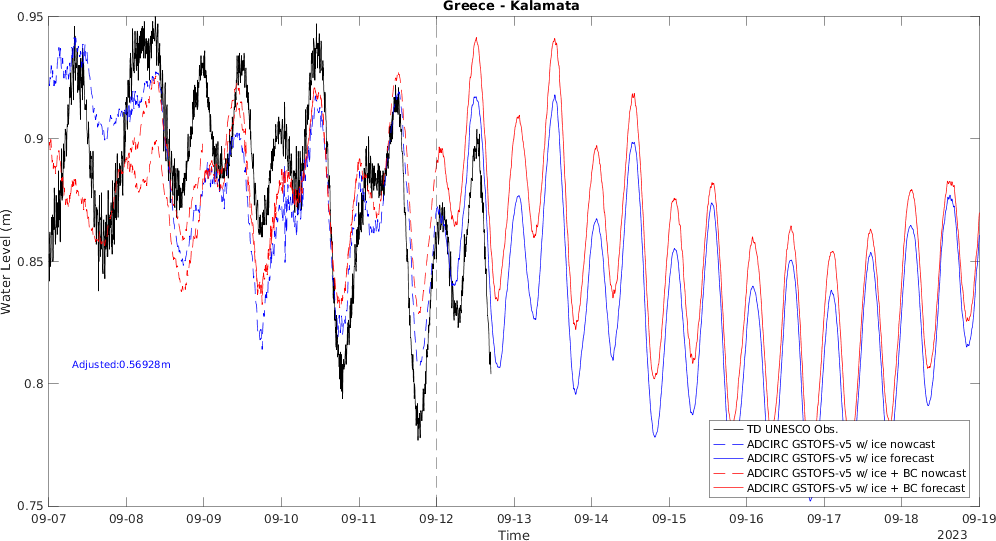 Greece - Kalamata
0.95
0.9
0.85
0.8
0.75
Water Level (m)
Adjusted:0.56928m
TD UNESCO Obs.
ADCIRC GSTOFS-v5 w/ ice nowcast
ADCIRC GSTOFS-v5 w/ ice forecast
ADCIRC GSTOFS-v5 w/ ice + BC nowcast
ADCIRC GSTOFS-v5 w/ ice + BC forecast
09-07 09-08 09-09 09-10 09-11 09-12 09-13 09-14 09-15 09-16 09-17 09-18 09-19
Time
2023